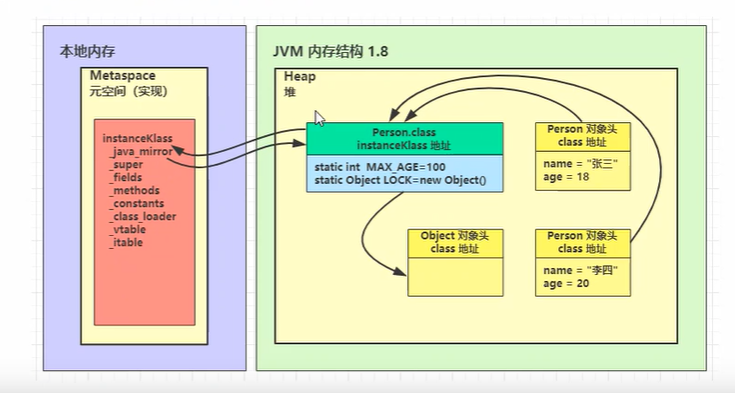 本地内存
Metaspace
元空间（实现）
instanceKlass
_java_mirror
_super
_fields
_methods
_constants
_class_loader
_vtable
_itable
JVM 内存结构 1.8
Heap
堆
Person.class
instanceKlass 地址
static int  MAX_AGE=100
static Object LOCK=new Object()
Person 对象头
class 地址
name = "张三"
age = 18
Object 对象头
class 地址
Person 对象头
class 地址
name = "李四"
age = 20